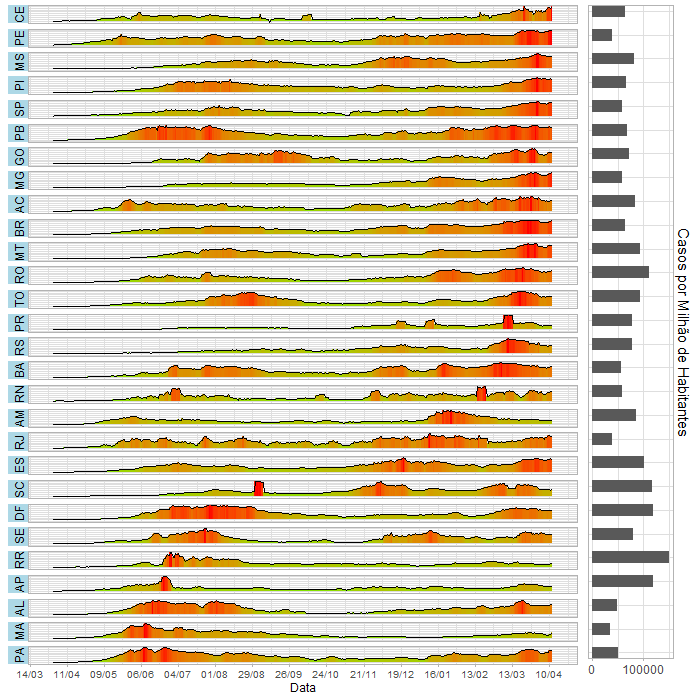 CE
PE
MS
PI
SP
PB
GO
MG
AC
BR
MT
RO
TO
PR
RS
BA
RN
AM
RJ
ES
SC
DF
SE
RR
AP
AL
MA
PA
14/03 11/04 09/05 06/06 04/07 01/08 29/08 26/09 24/10 21/11 19/12 16/01 13/02 13/03 10/04
Data
0 100000
Casos por Milhão de Habitantes